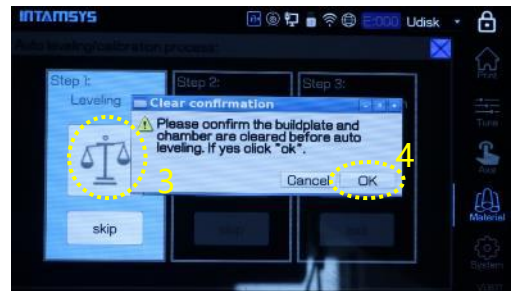 INTAMSYS
E:000 Udisk
Auto leveling/calibration process:
Step 1:
Leveling
Step 2:
Step 3:
Clear confirmation
Please confirm the buildplate and
chamber are cleared before auto
leveling. If yes click "ok".
Cancel OK
3
4
skip
skip
Print
Tune
Axis
Material
System